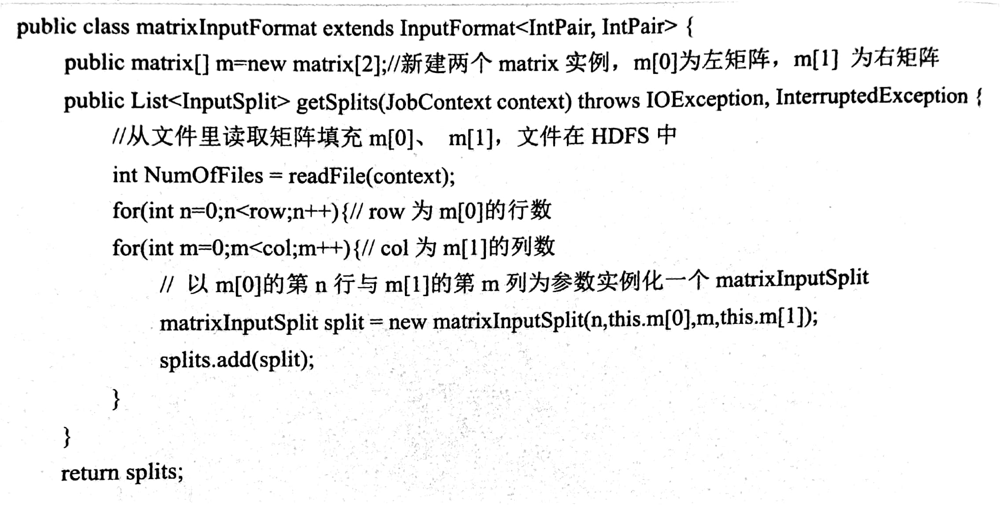 public class matrixInputFormat extends InputFormat<IntPair, IntPair> {
public matrix[] m=new matrix[2];//新建两个 matrix 实例，m[0]为左矩阵，m[1] 为右矩阵
public List<InputSplit> getSplits(JobContext context) throws IOException, InterruptedException {
//从文件里读取矩阵填充 m[0]、 m[1]，文件在 HDFS 中
int NumOfFiles = readFile(context);
for(int n=0;n<row;n++){// row 为 m[0]的行数
for(int m=0;m<col;m++){// col 为 m[1]的列数
// 以 m[0]的第 n 行与 m[1]的第 m 列为参数实例化一个 matrixInputSplit
matrixInputSplit split = new matrixInputSplit(n,this.m[0],m,this.m[1]);
splits.add(split);
}
}
return splits;